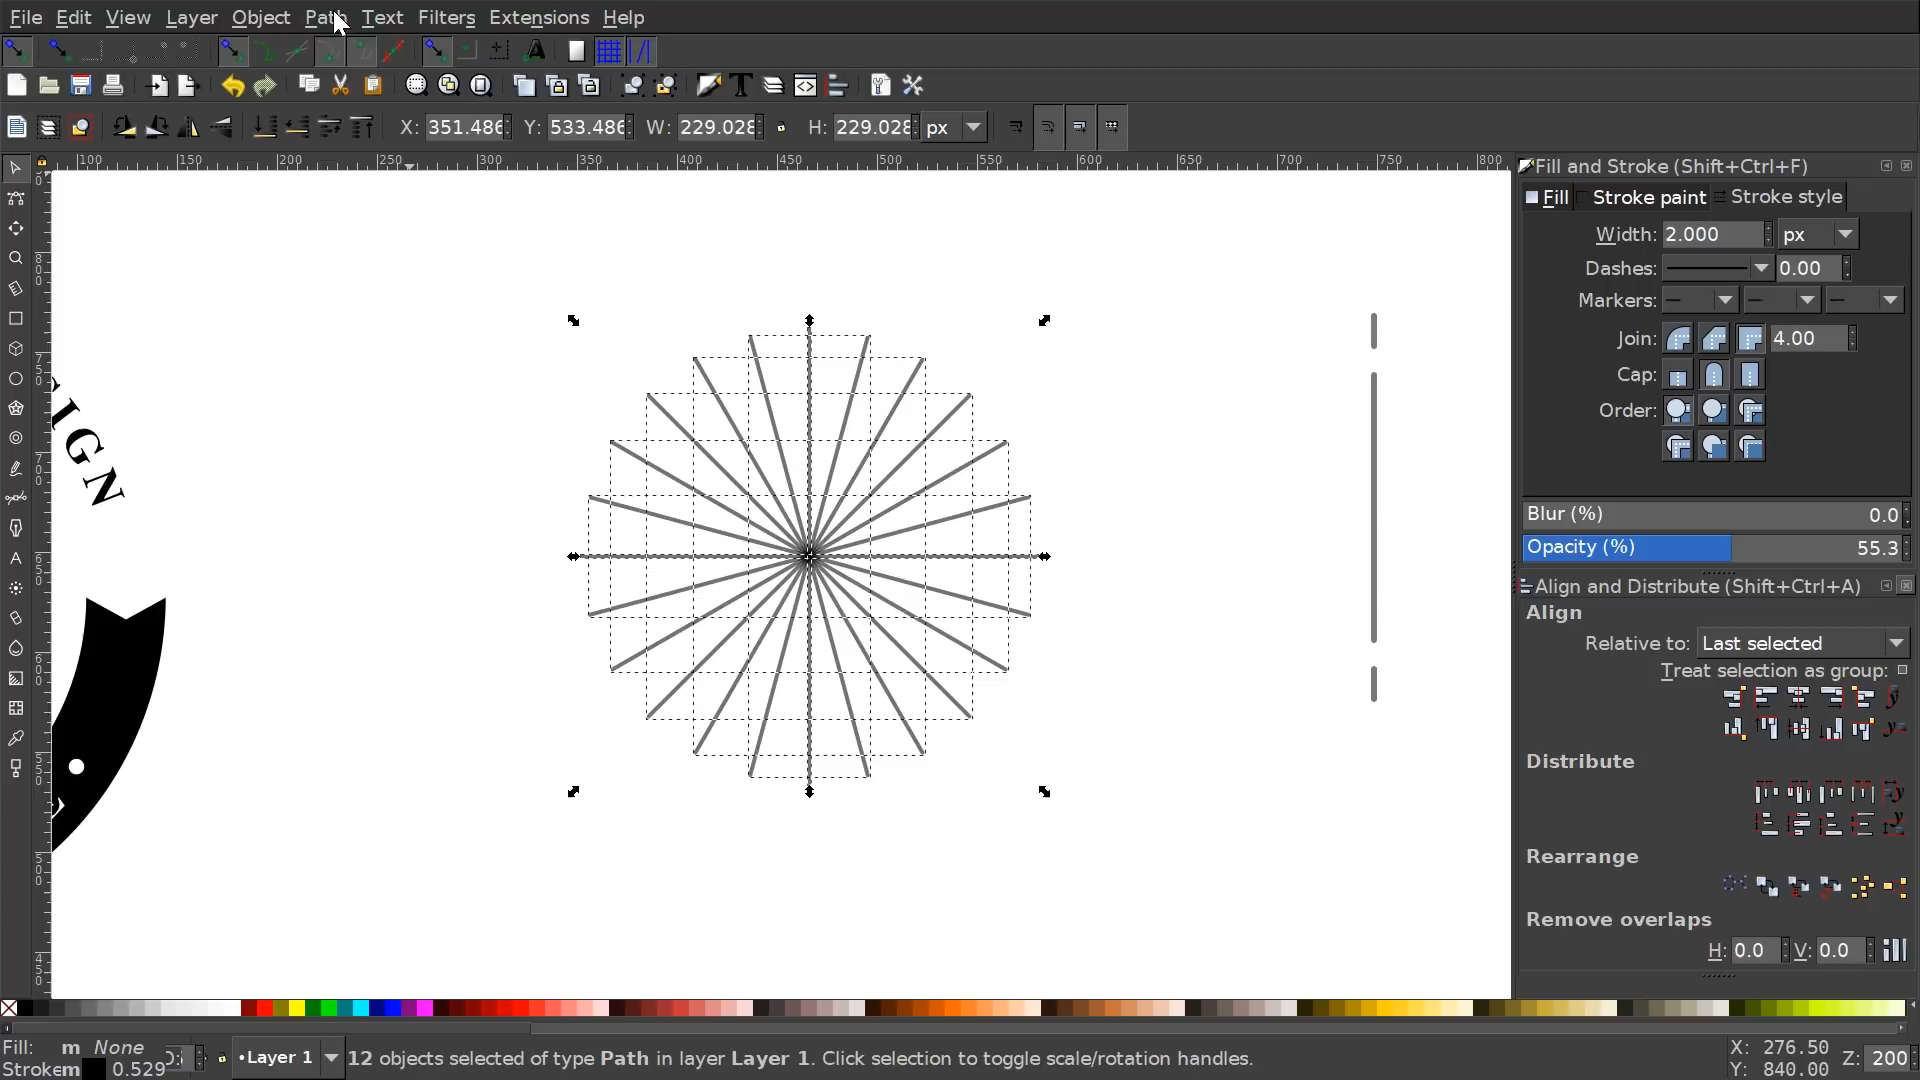 File Edit View Layer Object Path Text Filters Extensions Help
X: 351.486 Y: 533.486 W: 229.028 H: 229.028 px
100 150 200 250 300 350 400 450 500 550 600 650 700 750 800
Fill and Stroke (Shift+Ctrl+F)
Fill Stroke paint Stroke style
Width: 2.000 px
Dashes: 0.00
Markers:
Join: 4.00
Cap:
Order:
IGN
Blur (%) 0.0
Opacity (%) 55.3
Align and Distribute (Shift+Ctrl+A)
Align
Relative to: Last selected
Treat selection as group:
Distribute
Rearrange
Remove overlaps
H: 0.0 V: 0.0
Fill: m None
Stroke: m 0.529
•Layer 1
12 objects selected of type Path in layer Layer 1. Click selection to toggle scale/rotation handles.
X: 276.50
Y: 840.00
Z: 200